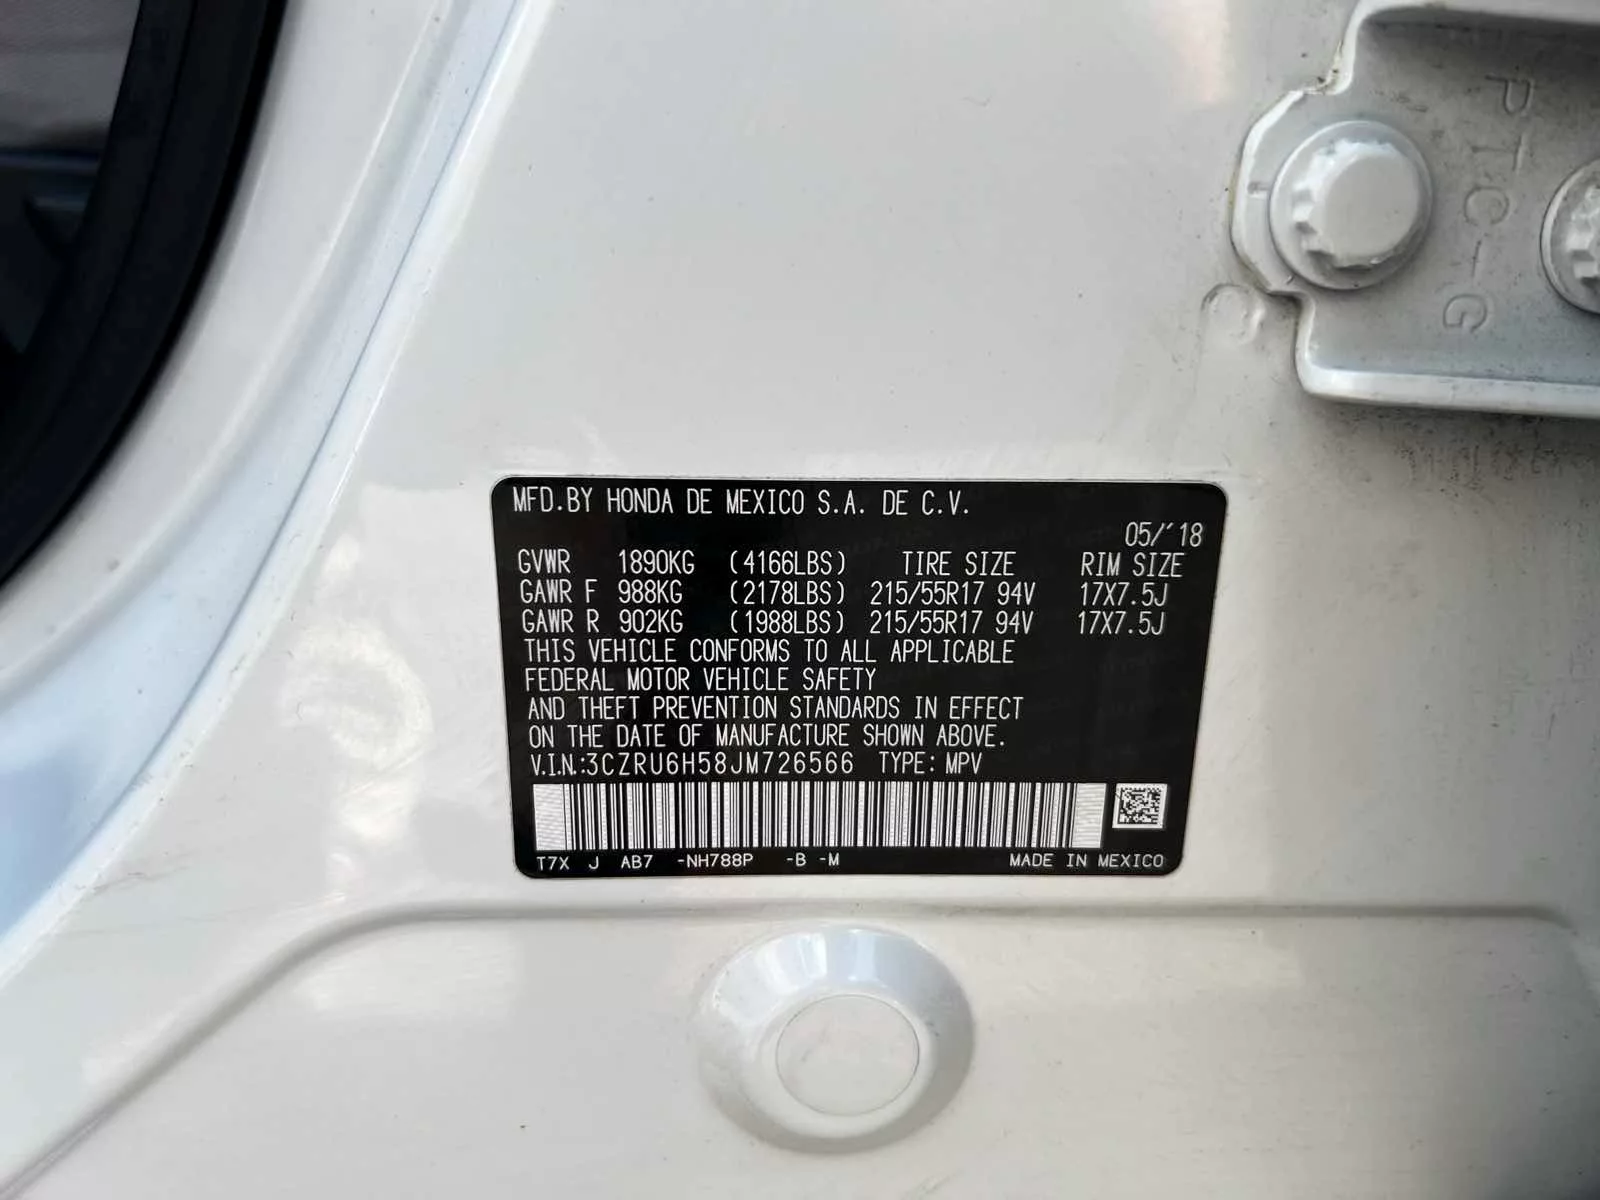 PTC-G
J
MFD.BY HONDA DE MEXICO S.A. DE C.V.
05/'18
GVWR 1890KG (4166LBS) TIRE SIZE RIM SIZE
GAWR F 988KG (2178LBS) 215/55R17 94V 17X7.5J
GAWR R 902KG (1988LBS) 215/55R17 94V 17X7.5J
THIS VEHICLE CONFORMS TO ALL APPLICABLE
FEDERAL MOTOR VEHICLE SAFETY
AND THEFT PREVENTION STANDARDS IN EFFECT
ON THE DATE OF MANUFACTURE SHOWN ABOVE.
V.I.N.:3CZRU6H58JM726566 TYPE: MPV
T7X J AB7 -NH788P -B -M MADE IN MEXICO